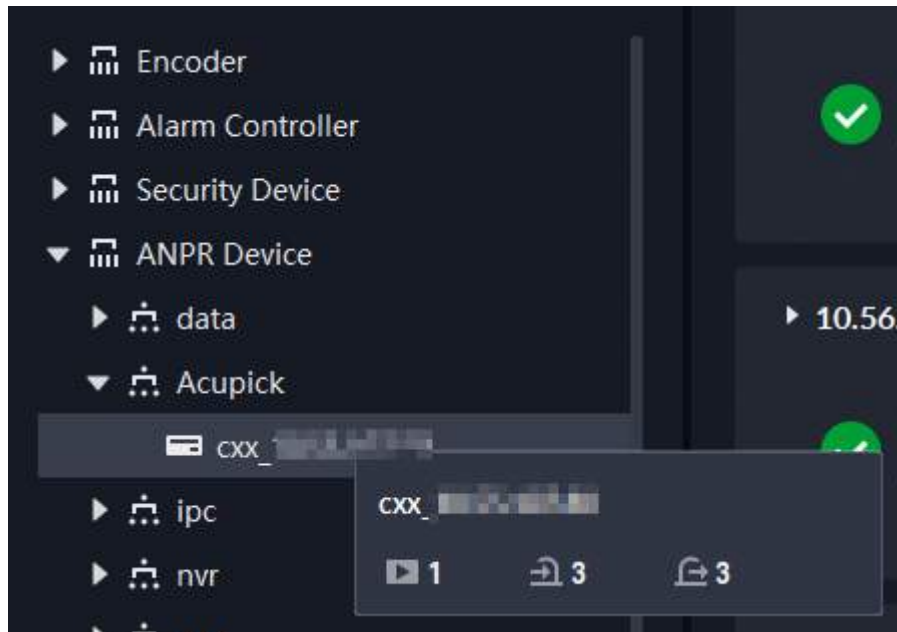 Encoder
Alarm Controller
Security Device
ANPR Device
data
10.56
Acupick
cxx_
cxx_
ipc
1 3 3
nvr